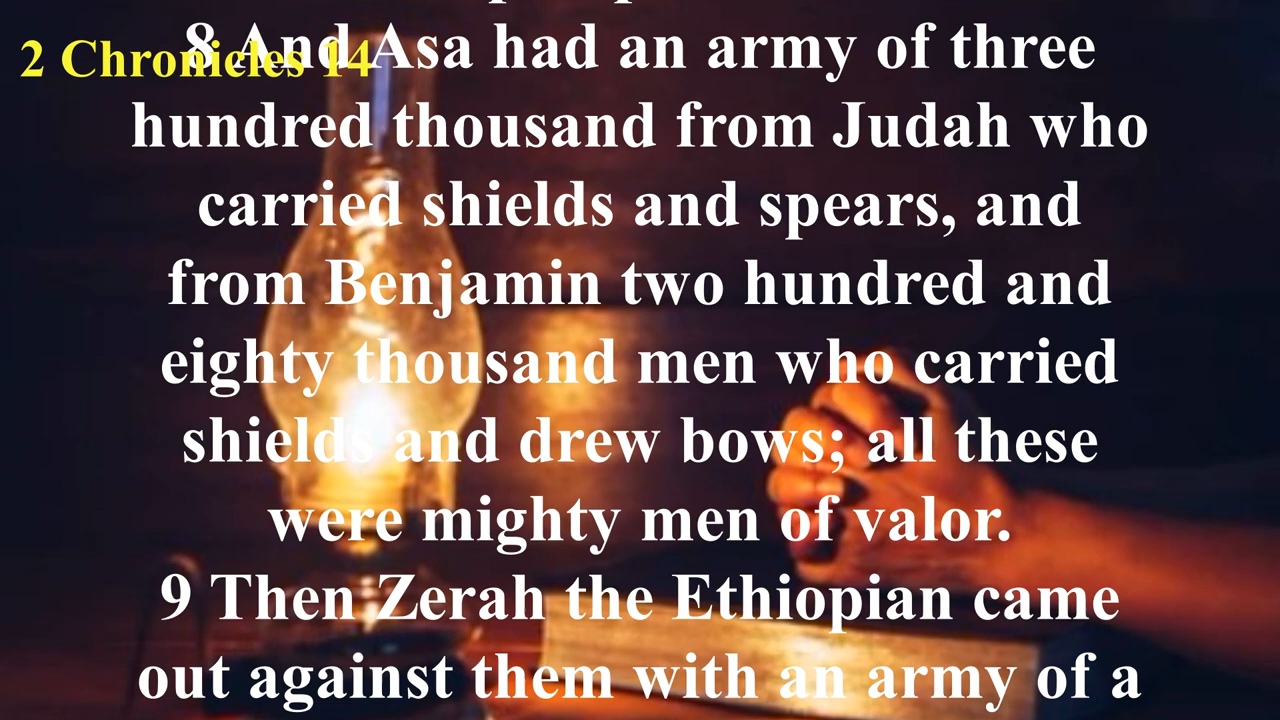 2 Chronicles 14
8 And Asa had an army of three
hundred thousand from Judah who
carried shields and spears, and
from Benjamin two hundred and
eighty thousand men who carried
shields and drew bows; all these
were mighty men of valor.
9 Then Zerah the Ethiopian came
out against them with an army of a